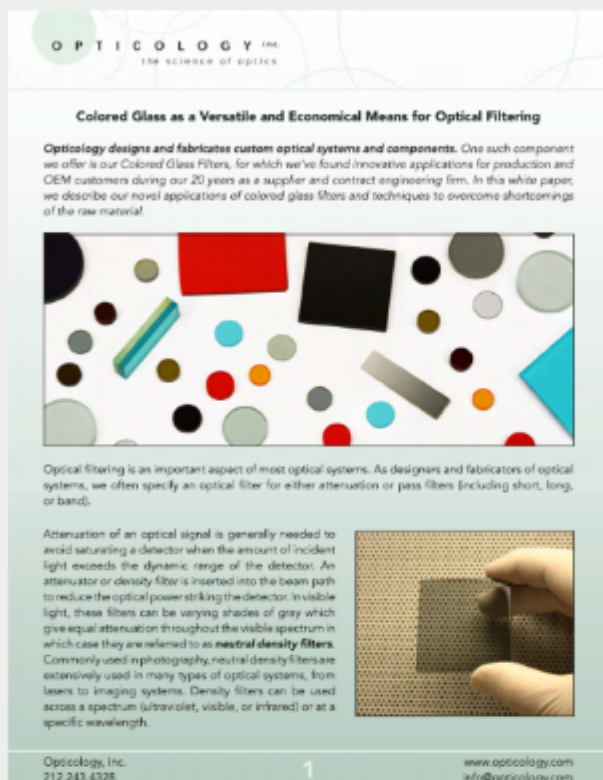 OPTICOLOGY INC.
the science of optics
Colored Glass as a Versatile and Economical Means for Optical Filtering
Opticology designs and fabricates custom optical systems and components. One such component
we offer is our Colored Glass Filters, for which we've found innovative applications for production and
OEM customers during our 20 years as a supplier and contract engineering firm. In this white paper,
we describe our novel applications of colored glass filters and techniques to overcome shortcomings
of the raw material.
Optical filtering is an important aspect of most optical systems. As designers and fabricators of optical
systems, we often specify an optical filter for either attenuation or pass filters (including short, long,
or band).
Attenuation of an optical signal is generally needed to
avoid saturating a detector when the amount of incident
light exceeds the dynamic range of the detector. An
attenuator or density filter is inserted into the beam path
to reduce the optical power striking the detector. In visible
light, these filters can be varying shades of gray which
give equal attenuation throughout the visible spectrum in
which case they are referred to as neutral density filters.
Commonly used in photography, neutral density filters are
extensively used in many types of optical systems, from
lasers to imaging systems. Density filters can be used
across a spectrum (ultraviolet, visible, or infrared) or at a
specific wavelength.
Opticology, Inc.
212.243.4328
1
www.opticology.com
info@opticology.com